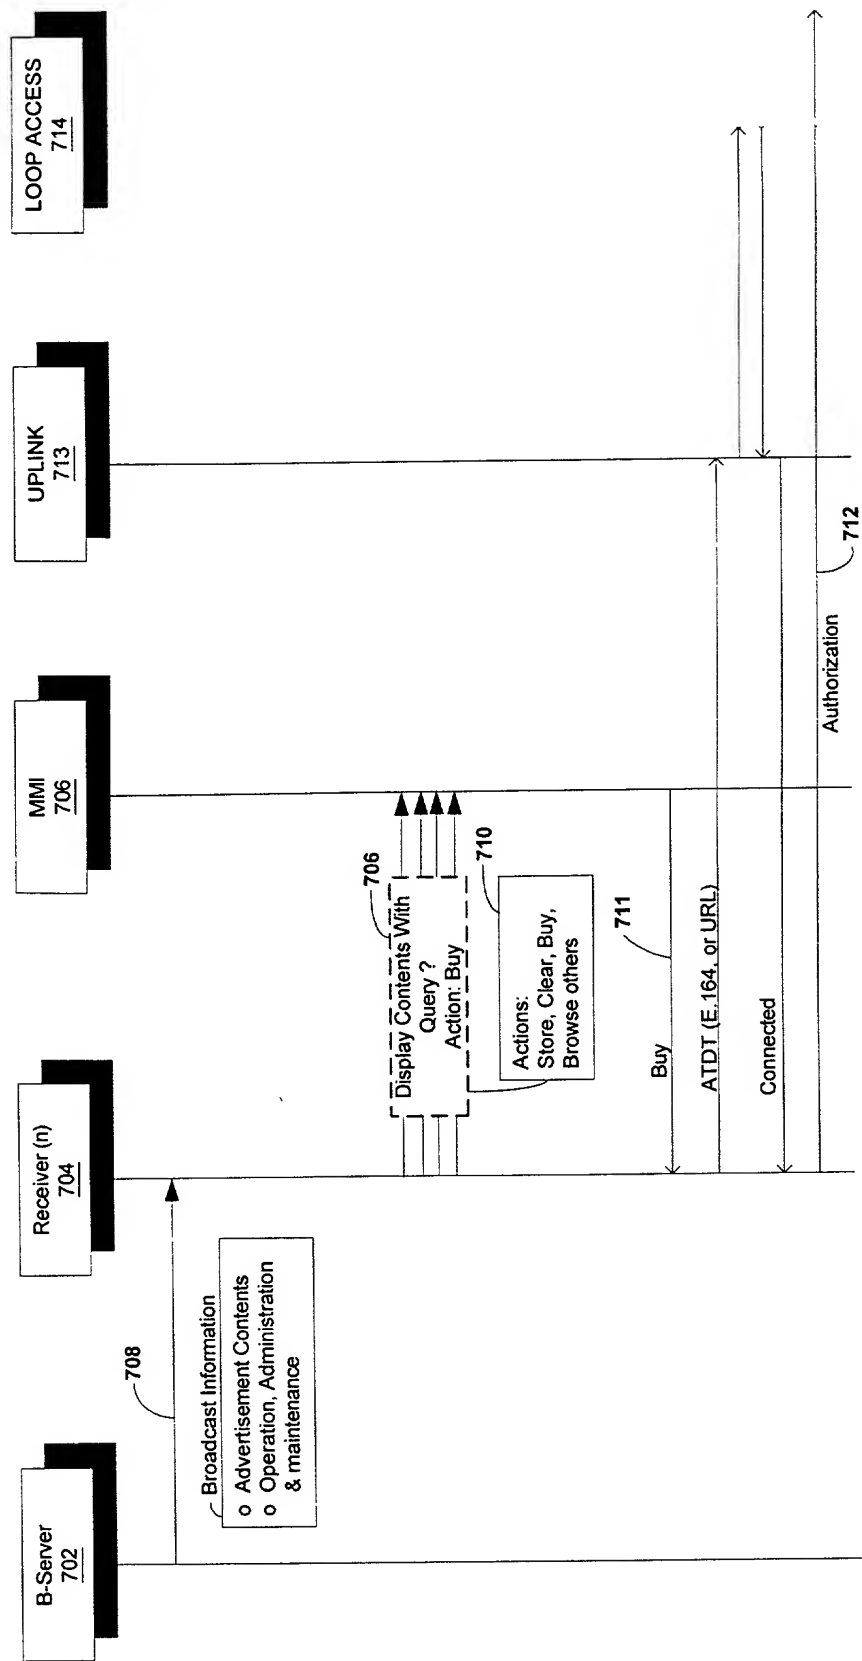 B-Server
702
Receiver (n)
704
MMI
706
UPLINK
713
LOOP ACCESS
714
708
Broadcast Information
o Advertisement Contents
o Operation, Administration
& maintenance
706
Display Contents With
Query ?
Action: Buy
710
Actions:
Store, Clear, Buy,
Browse others
711
Buy
ATDT (E.164, or URL)
Connected
Authorization
712